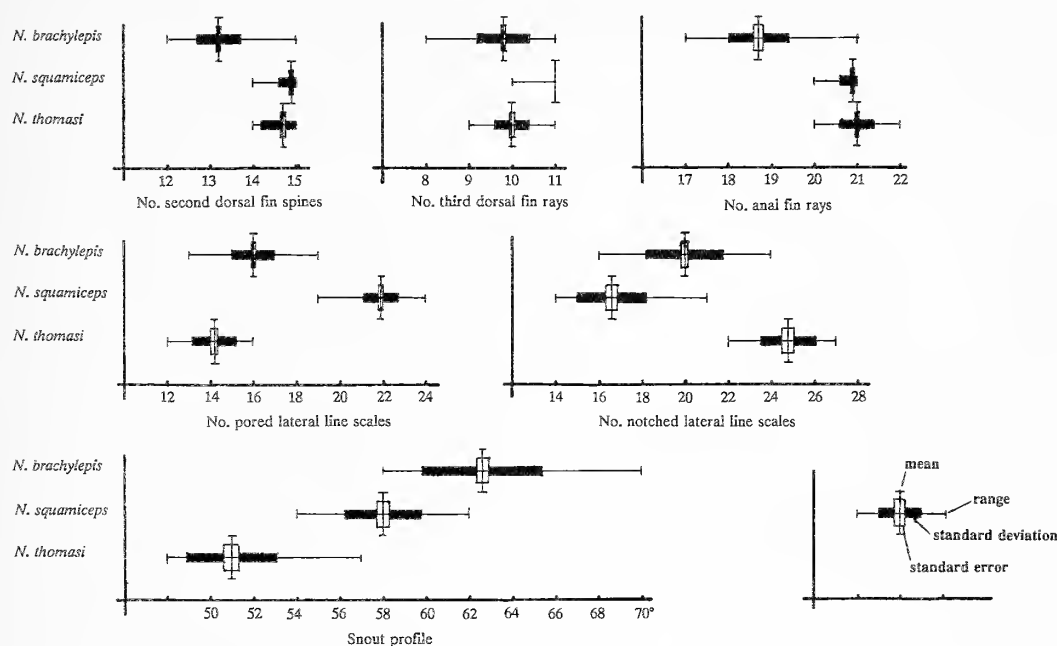 N. brachylepis
N. squamiceps
N. thomasi
12 13 14 15
No. second dorsal fin spines
8 9 10 11
No. third dorsal fin rays
17 18 19 20 21 22
No. anal fin rays
N. brachylepis
N. squamiceps
N. thomasi
12 14 16 18 20 22 24
No. pored lateral line scales
14 16 18 20 22 24 26 28
No. notched lateral line scales
N. brachylepis
N. squamiceps
N. thomasi
50 52 54 56 58 60 62 64 66 68 70°
Snout profile
mean
range
standard deviation
standard error